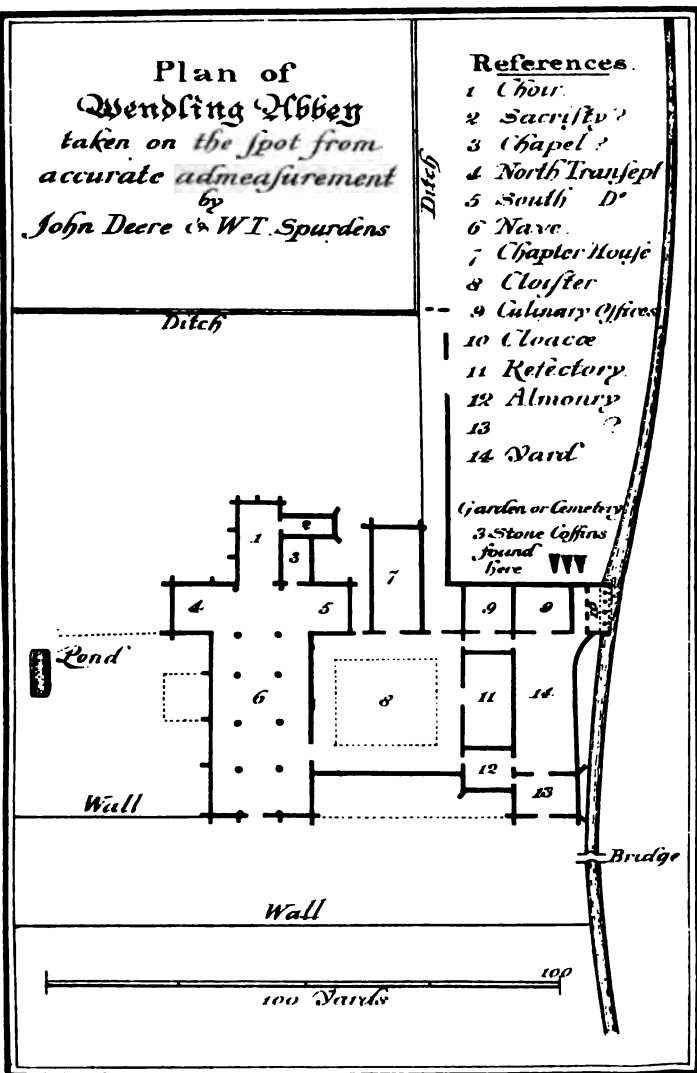 Plan of
Wendling Abbey
taken on the ſpot from
accurate admeaſurement
by
John Deere & W.T. Spurdens
Ditch
Ditch
References.
1 Choir.
2 Sacriſty?
3 Chapel?
4 North Tranſept
5 South Dº
6 Nave.
7 Chapter Houſe
8 Cloiſter
9 Culinary Offices
10 Cloacæ
11 Refectory.
12 Almonry
13 ?
14 Yard
Garden or Cemetery
3 Stone Coffins
found
here
1
2
3
4
5
7
9
9
10
Pond
6
8
11
14
12
13
Wall
Bridge
Wall
100
100 Yards